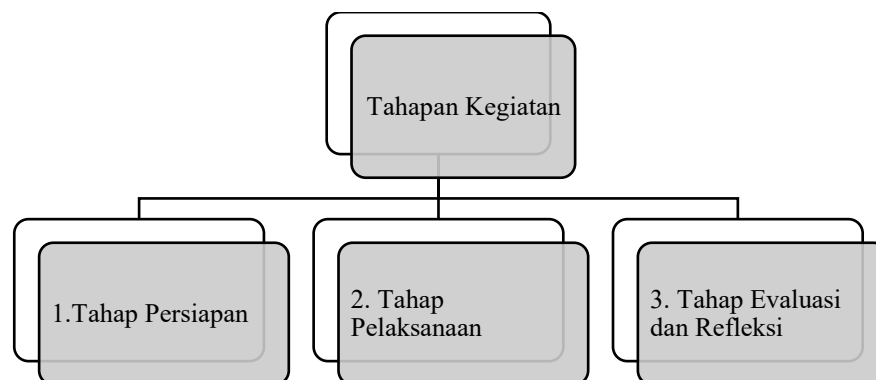 Tahapan Kegiatan
1.Tahap Persiapan
2. Tahap
Pelaksanaan
3. Tahap Evaluasi
dan Refleksi